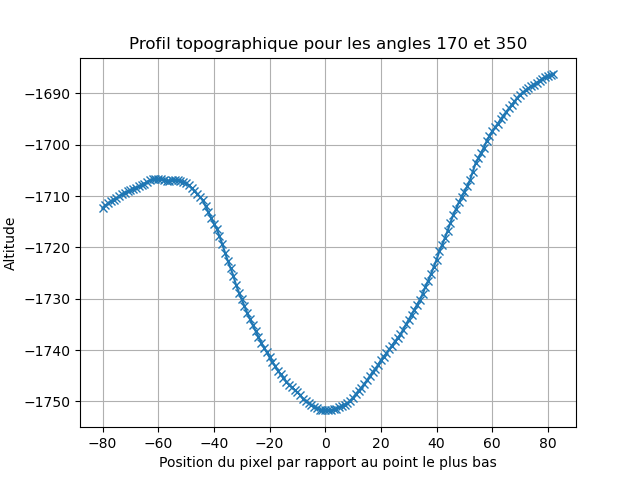 Profil topographique pour les angles 170 et 350
−1690
−1700
−1710
−1720
−1730
−1740
−1750
Altitude
−80 −60 −40 −20 0 20 40 60 80
Position du pixel par rapport au point le plus bas